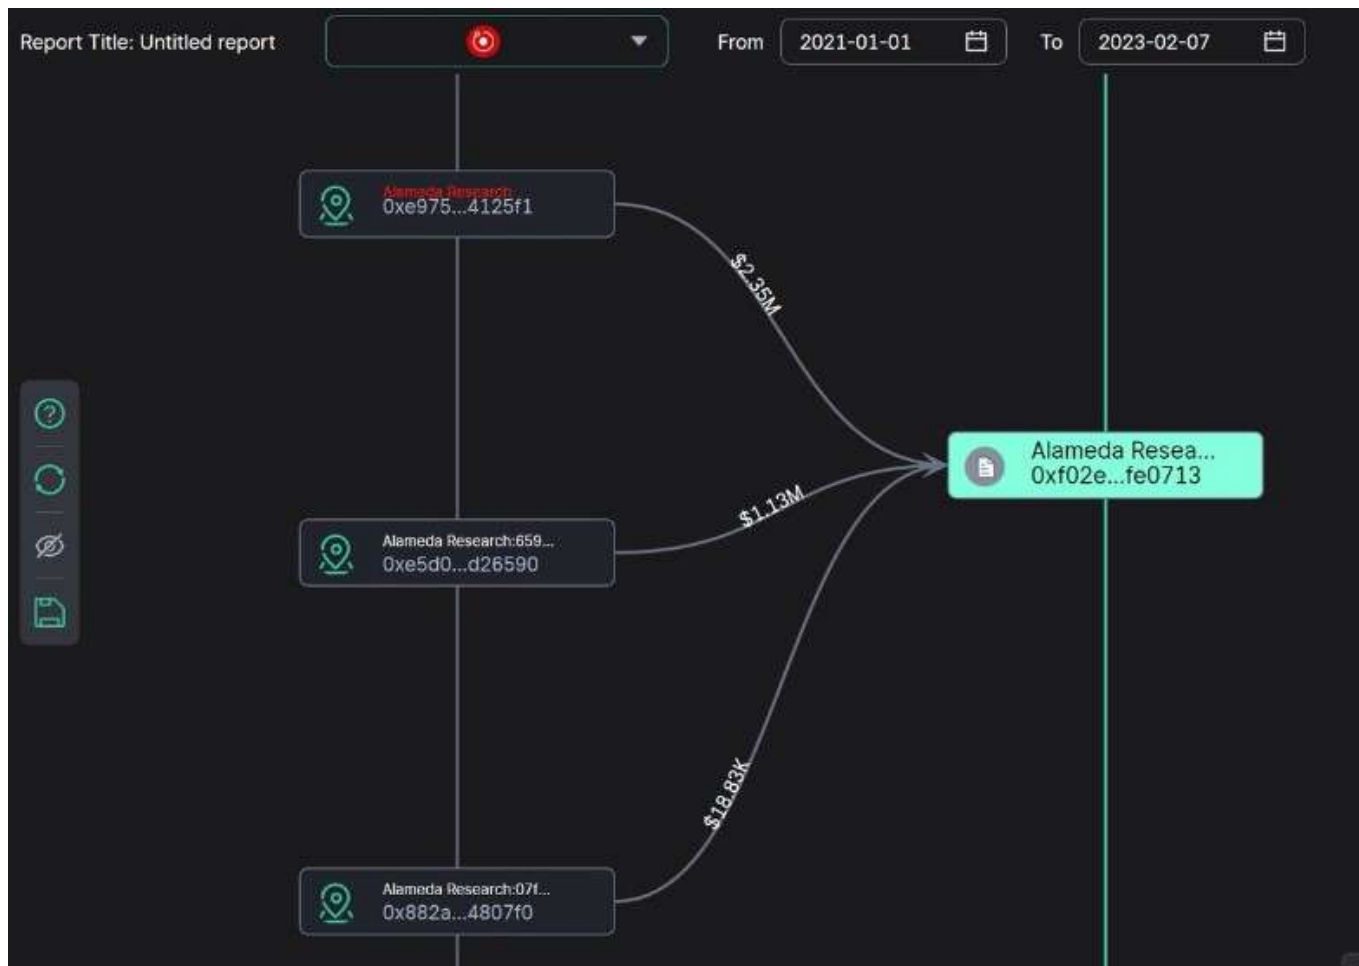 Report Title: Untitled report
From 2021-01-01 To 2023-02-07
Alameda Research
0xe975...4125f1
$2.35M
Alameda Resea...
0xf02e...fe0713
$1.13M
Alameda Research:659...
0xe5d0...d26590
$18.83K
Alameda Research:07f...
0x882a...4807f0